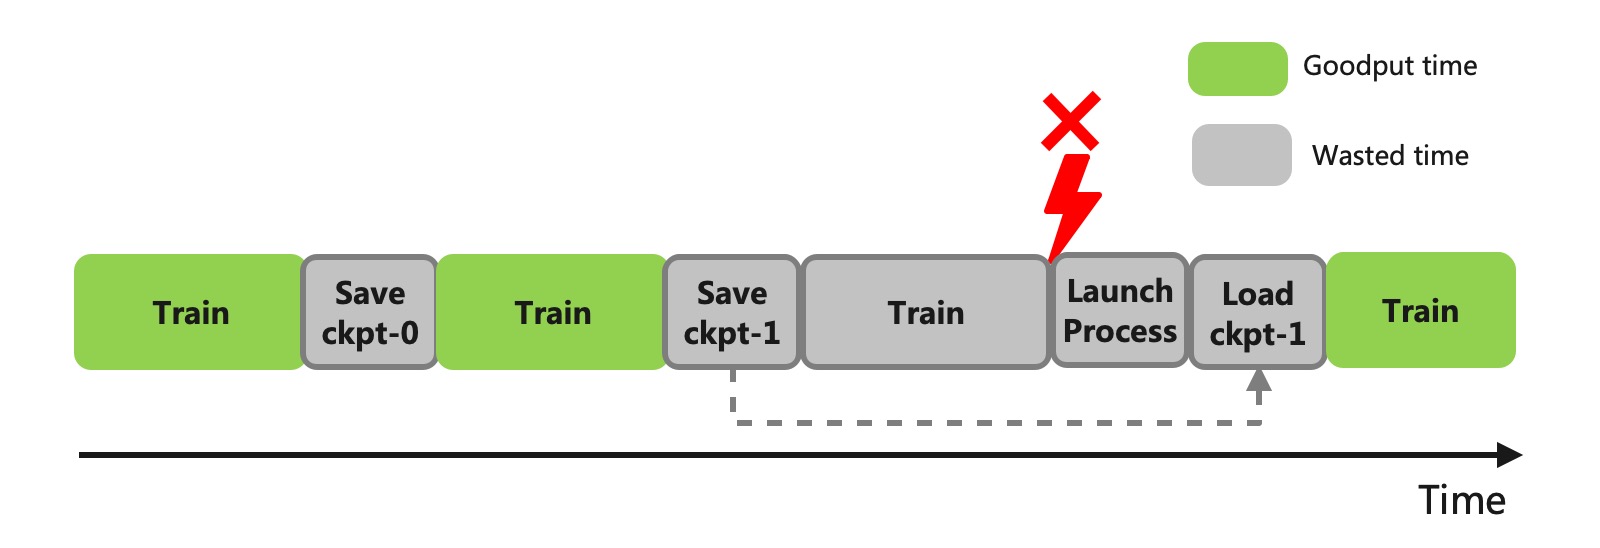 Goodput time
Wasted time
Train
Save
ckpt-0
Train
Save
ckpt-1
Train
Launch
Process
Load
ckpt-1
Train
Time